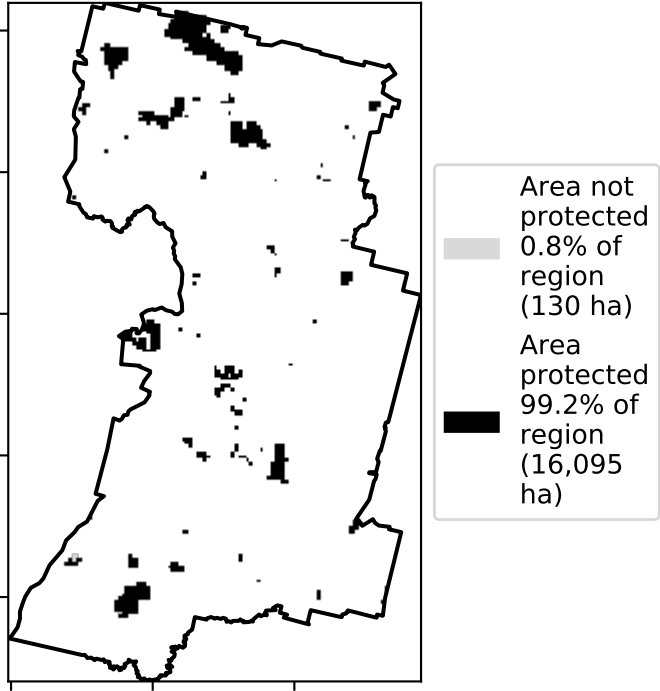 Area not
protected
0.8% of
region
(130 ha)
Area
protected
99.2% of
region
(16,095
ha)